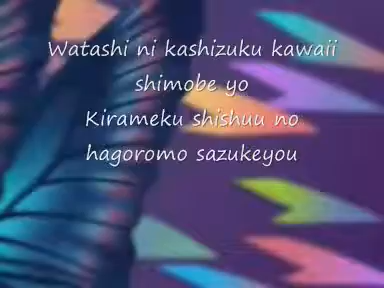 Watashi ni kashizuku kawaii
shimobe yo
Kirameku shishuu no
hagoromo sazukeyou